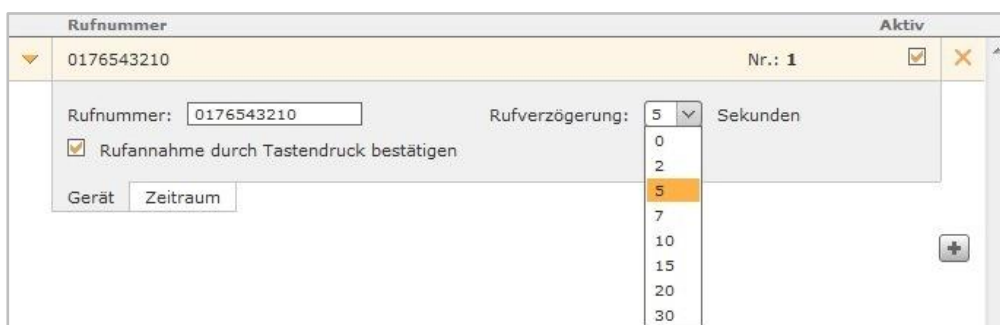 Rufnummer Aktiv
0176543210 Nr.: 1
Rufnummer: 0176543210 Rufverzögerung: 5 Sekunden
Rufannahme durch Tastendruck bestätigen
0
2
5
7
10
15
20
30
Gerät Zeitraum